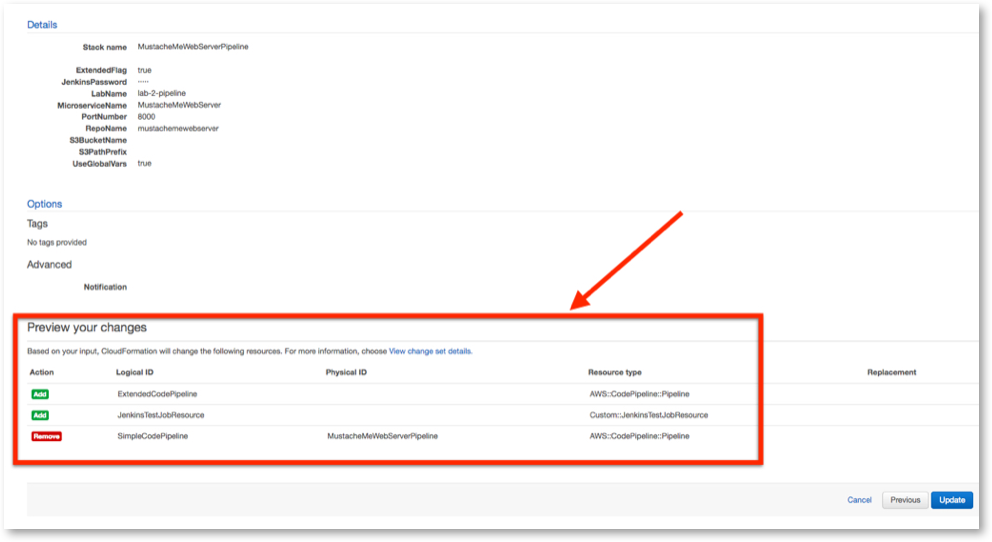 Details
Stack name MustacheMeWebServerPipeline
ExtendedFlag true
JenkinsPassword .....
LabName lab-2-pipeline
MicroserviceName MustacheMeWebServer
PortNumber 8000
RepoName mustachemewebserver
S3BucketName
S3PathPrefix
UseGlobalVars true
Options
Tags
No tags provided
Advanced
Notification
Preview your changes
Based on your input, CloudFormation will change the following resources. For more information, choose View change set details.
Action Logical ID Physical ID Resource type Replacement
Add ExtendedCodePipeline AWS::CodePipeline::Pipeline
Add JenkinsTestJobResource Custom::JenkinsTestJobResource
Remove SimpleCodePipeline MustacheMeWebServerPipeline AWS::CodePipeline::Pipeline
Cancel Previous Update